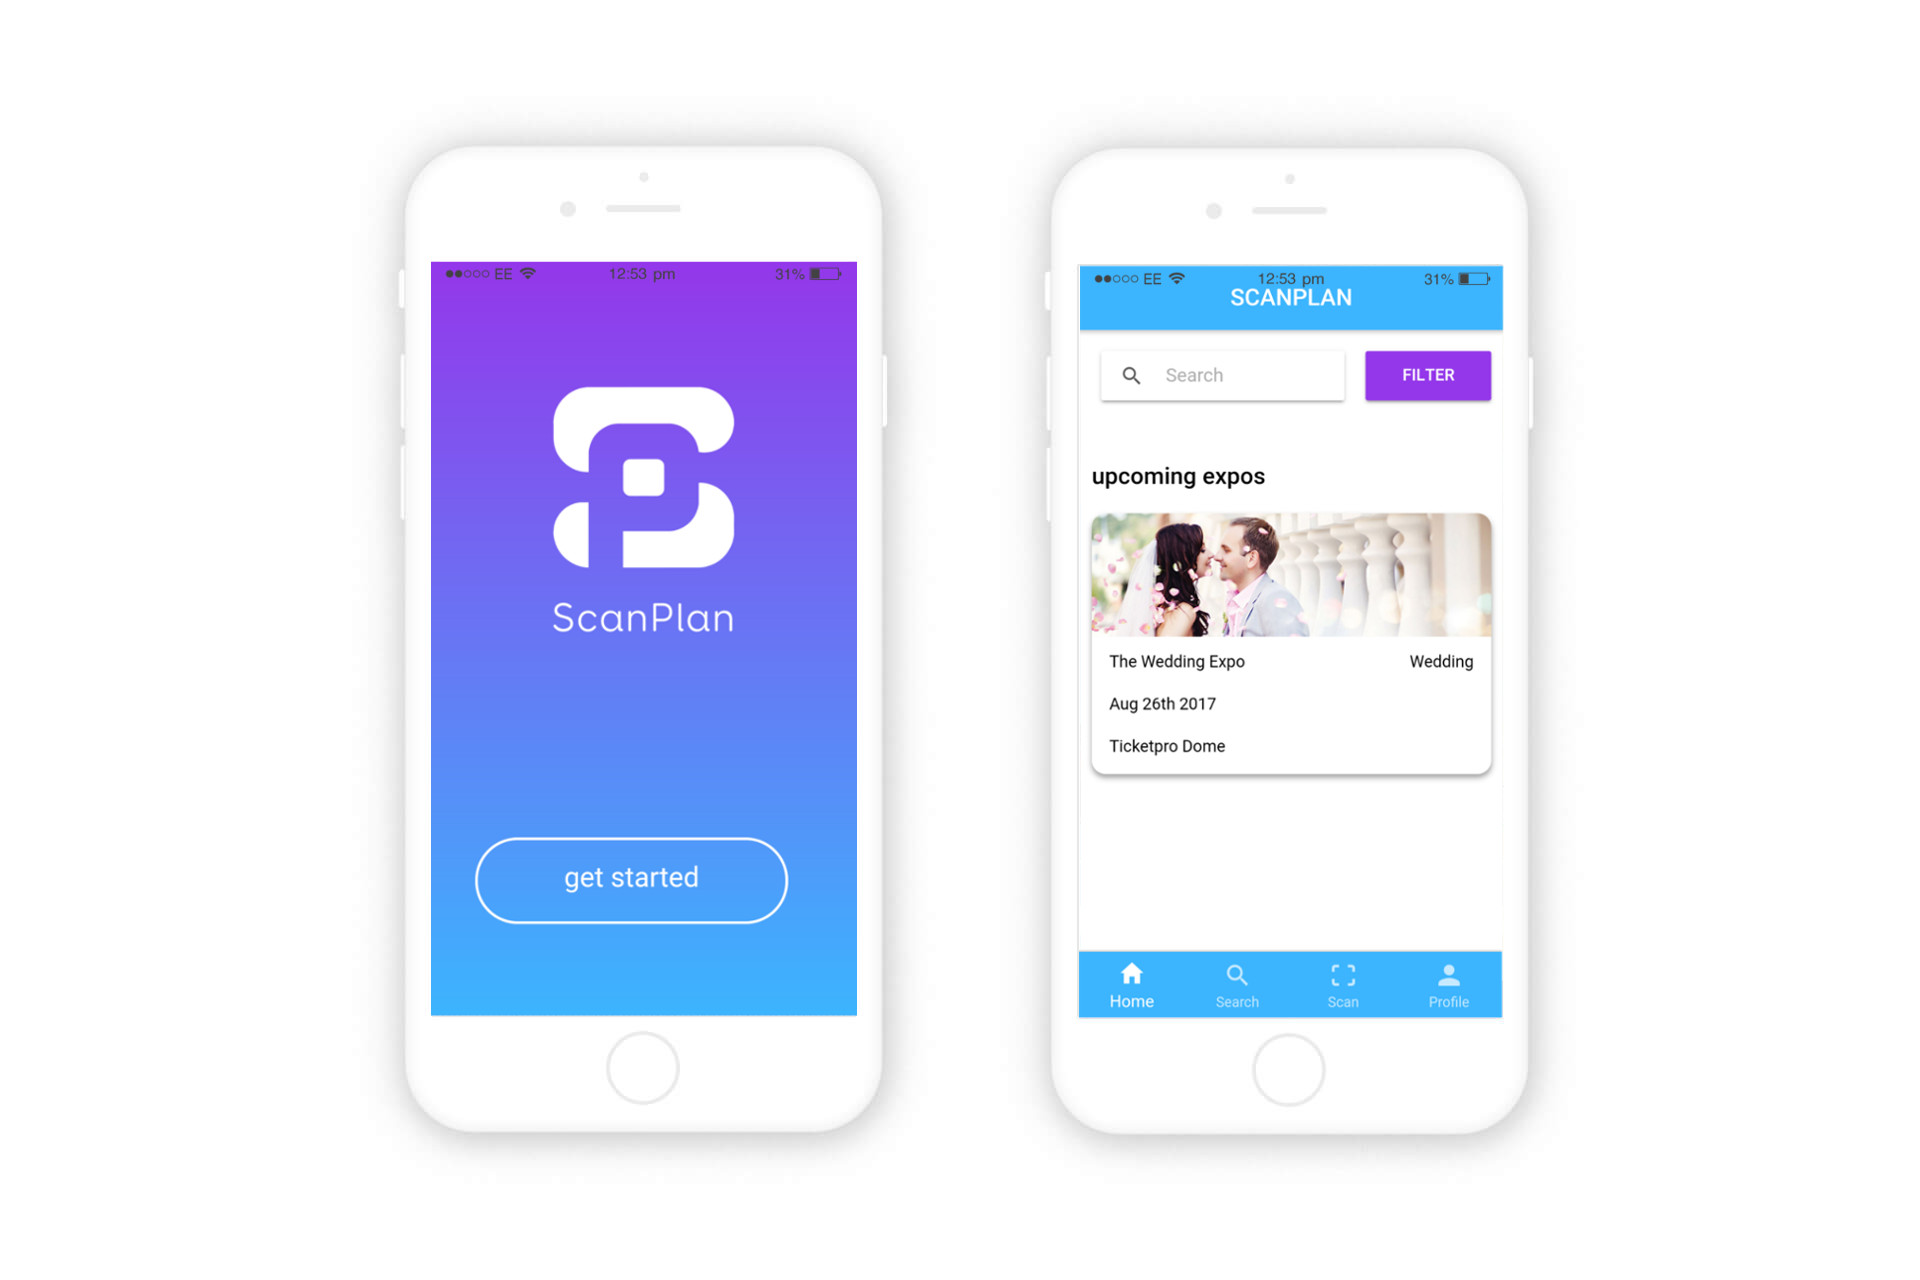 EE 12:53 pm 31%
ScanPlan
get started
EE 12:53 pm 31%
SCANPLAN
Search FILTER
upcoming expos
The Wedding Expo Wedding
Aug 26th 2017
Ticketpro Dome
Home Search Scan Profile